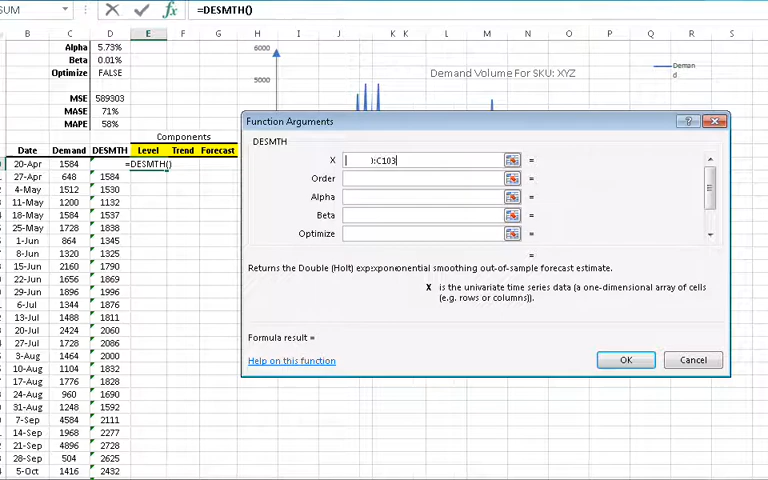 SUM =DESMTH()
B C D E F G H I J K K L M N O P Q R S
Alpha 5.73%
Beta 0.01%
Optimize FALSE
MSE 589303
MASE 71%
MAPE 58%
6000
5000
Demand Volume For SKU: XYZ
Deman
d
Components
Date Demand DESMTH Level Trend Forecast
20-Apr 1584 =DESMTH()
27-Apr 648 1584
4-May 1512 1530
11-May 1200 1132
18-May 1584 1537
25-May 1728 1838
1-Jun 864 1345
8-Jun 1320 1325
15-Jun 2160 1790
22-Jun 1656 1689
29-Jun 1896 1996
6-Jul 1344 1876
13-Jul 1488 1811
20-Jul 2424 2060
27-Jul 1728 2086
3-Aug 1464 2000
10-Aug 1104 1832
17-Aug 1776 1828
24-Aug 960 1690
31-Aug 1248 1592
7-Sep 4584 2111
14-Sep 1968 2277
21-Sep 4896 2728
28-Sep 504 2625
5-Oct 1416 2432
Function Arguments
DESMTH
X ):C103 =
Order =
Alpha =
Beta =
Optimize =
=
Returns the Double (Holt) smoothing out-of-sample forecast estimate.
X is the univariate time series data (a one-dimensional array of cells
(e.g. rows or columns)).
Formula result =
Help on this function
OK Cancel